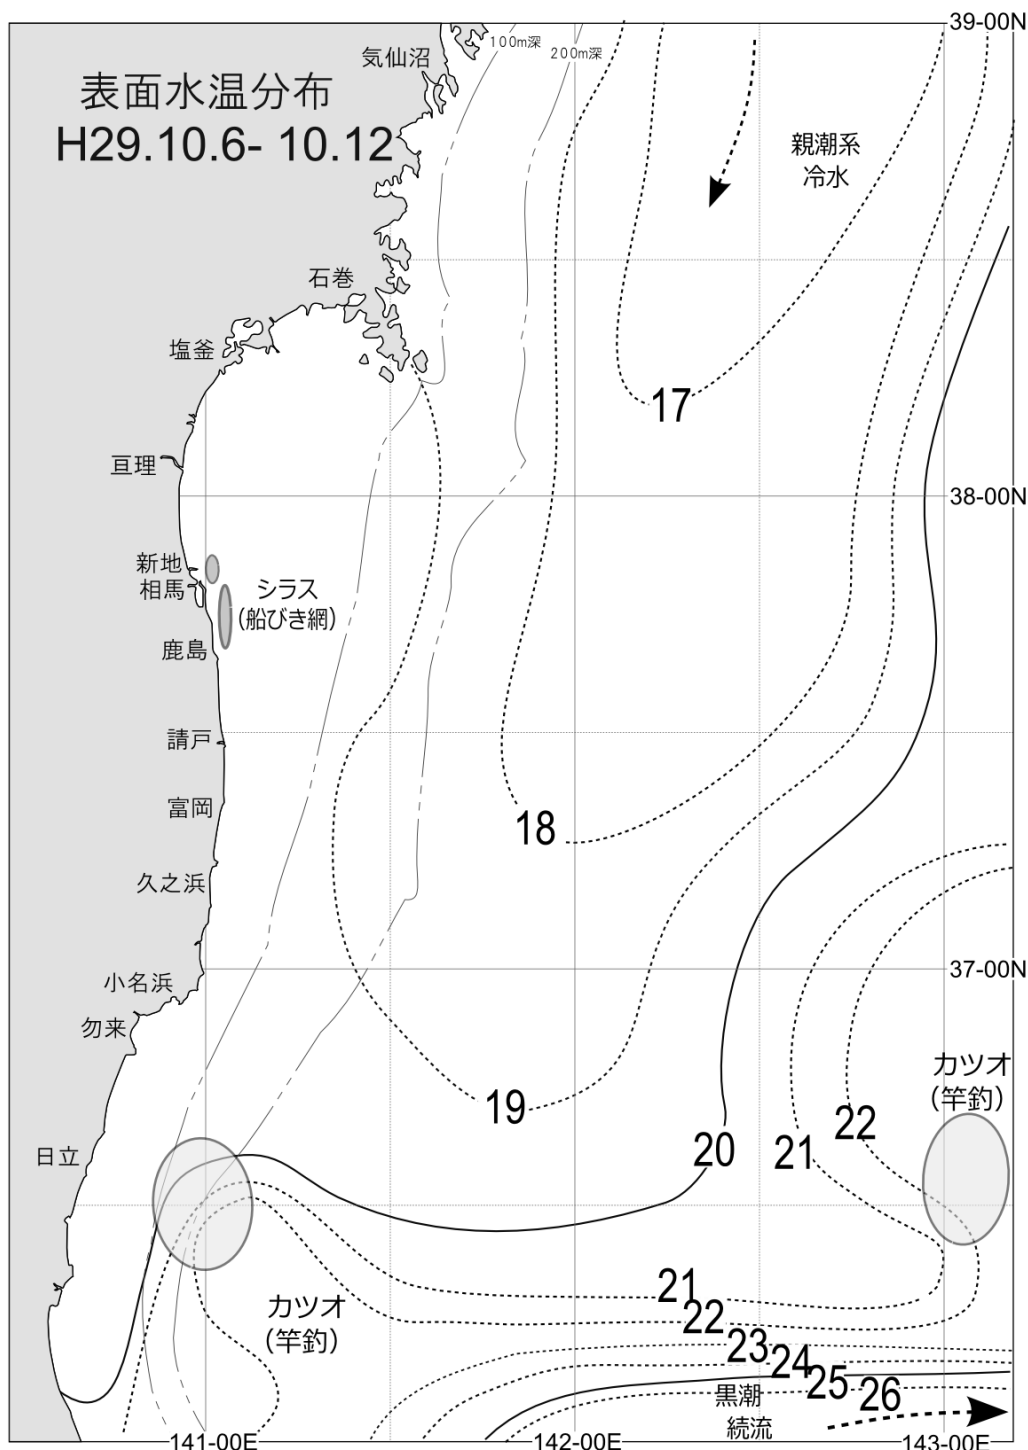 39-00N
100m深
200m深
気仙沼
表面水温分布
H29.10.6- 10.12
親潮系
冷水
石巻
塩釜
17
亘理
38-00N
新地
相馬
シラス
(船びき網)
鹿島
請戸
富岡
18
久之浜
37-00N
小名浜
勿来
カツオ
(竿釣)
19
22
20
21
日立
21
カツオ
(竿釣)
22
23
24
25
26
黒潮
続流
141-00E
142-00E
143-00E